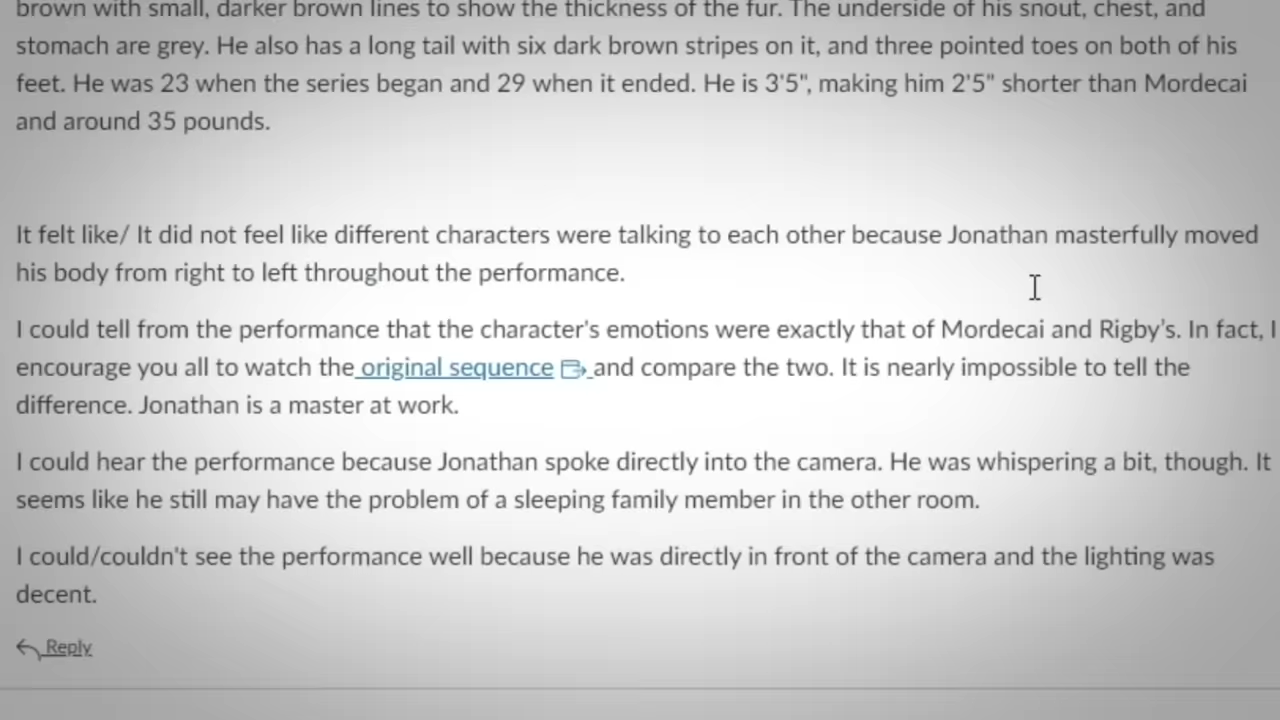 brown with small, darker brown lines to show the thickness of the fur. The underside of his snout, chest, and
stomach are grey. He also has a long tail with six dark brown stripes on it, and three pointed toes on both of his
feet. He was 23 when the series began and 29 when it ended. He is 3'5", making him 2'5" shorter than Mordecai
and around 35 pounds.
It felt like/ It did not feel like different characters were talking to each other because Jonathan masterfully moved
his body from right to left throughout the performance.
I could tell from the performance that the character's emotions were exactly that of Mordecai and Rigby's. In fact, I
encourage you all to watch the original sequence and compare the two. It is nearly impossible to tell the
difference. Jonathan is a master at work.
I could hear the performance because Jonathan spoke directly into the camera. He was whispering a bit, though. It
seems like he still may have the problem of a sleeping family member in the other room.
I could/couldn't see the performance well because he was directly in front of the camera and the lighting was
decent.
Reply